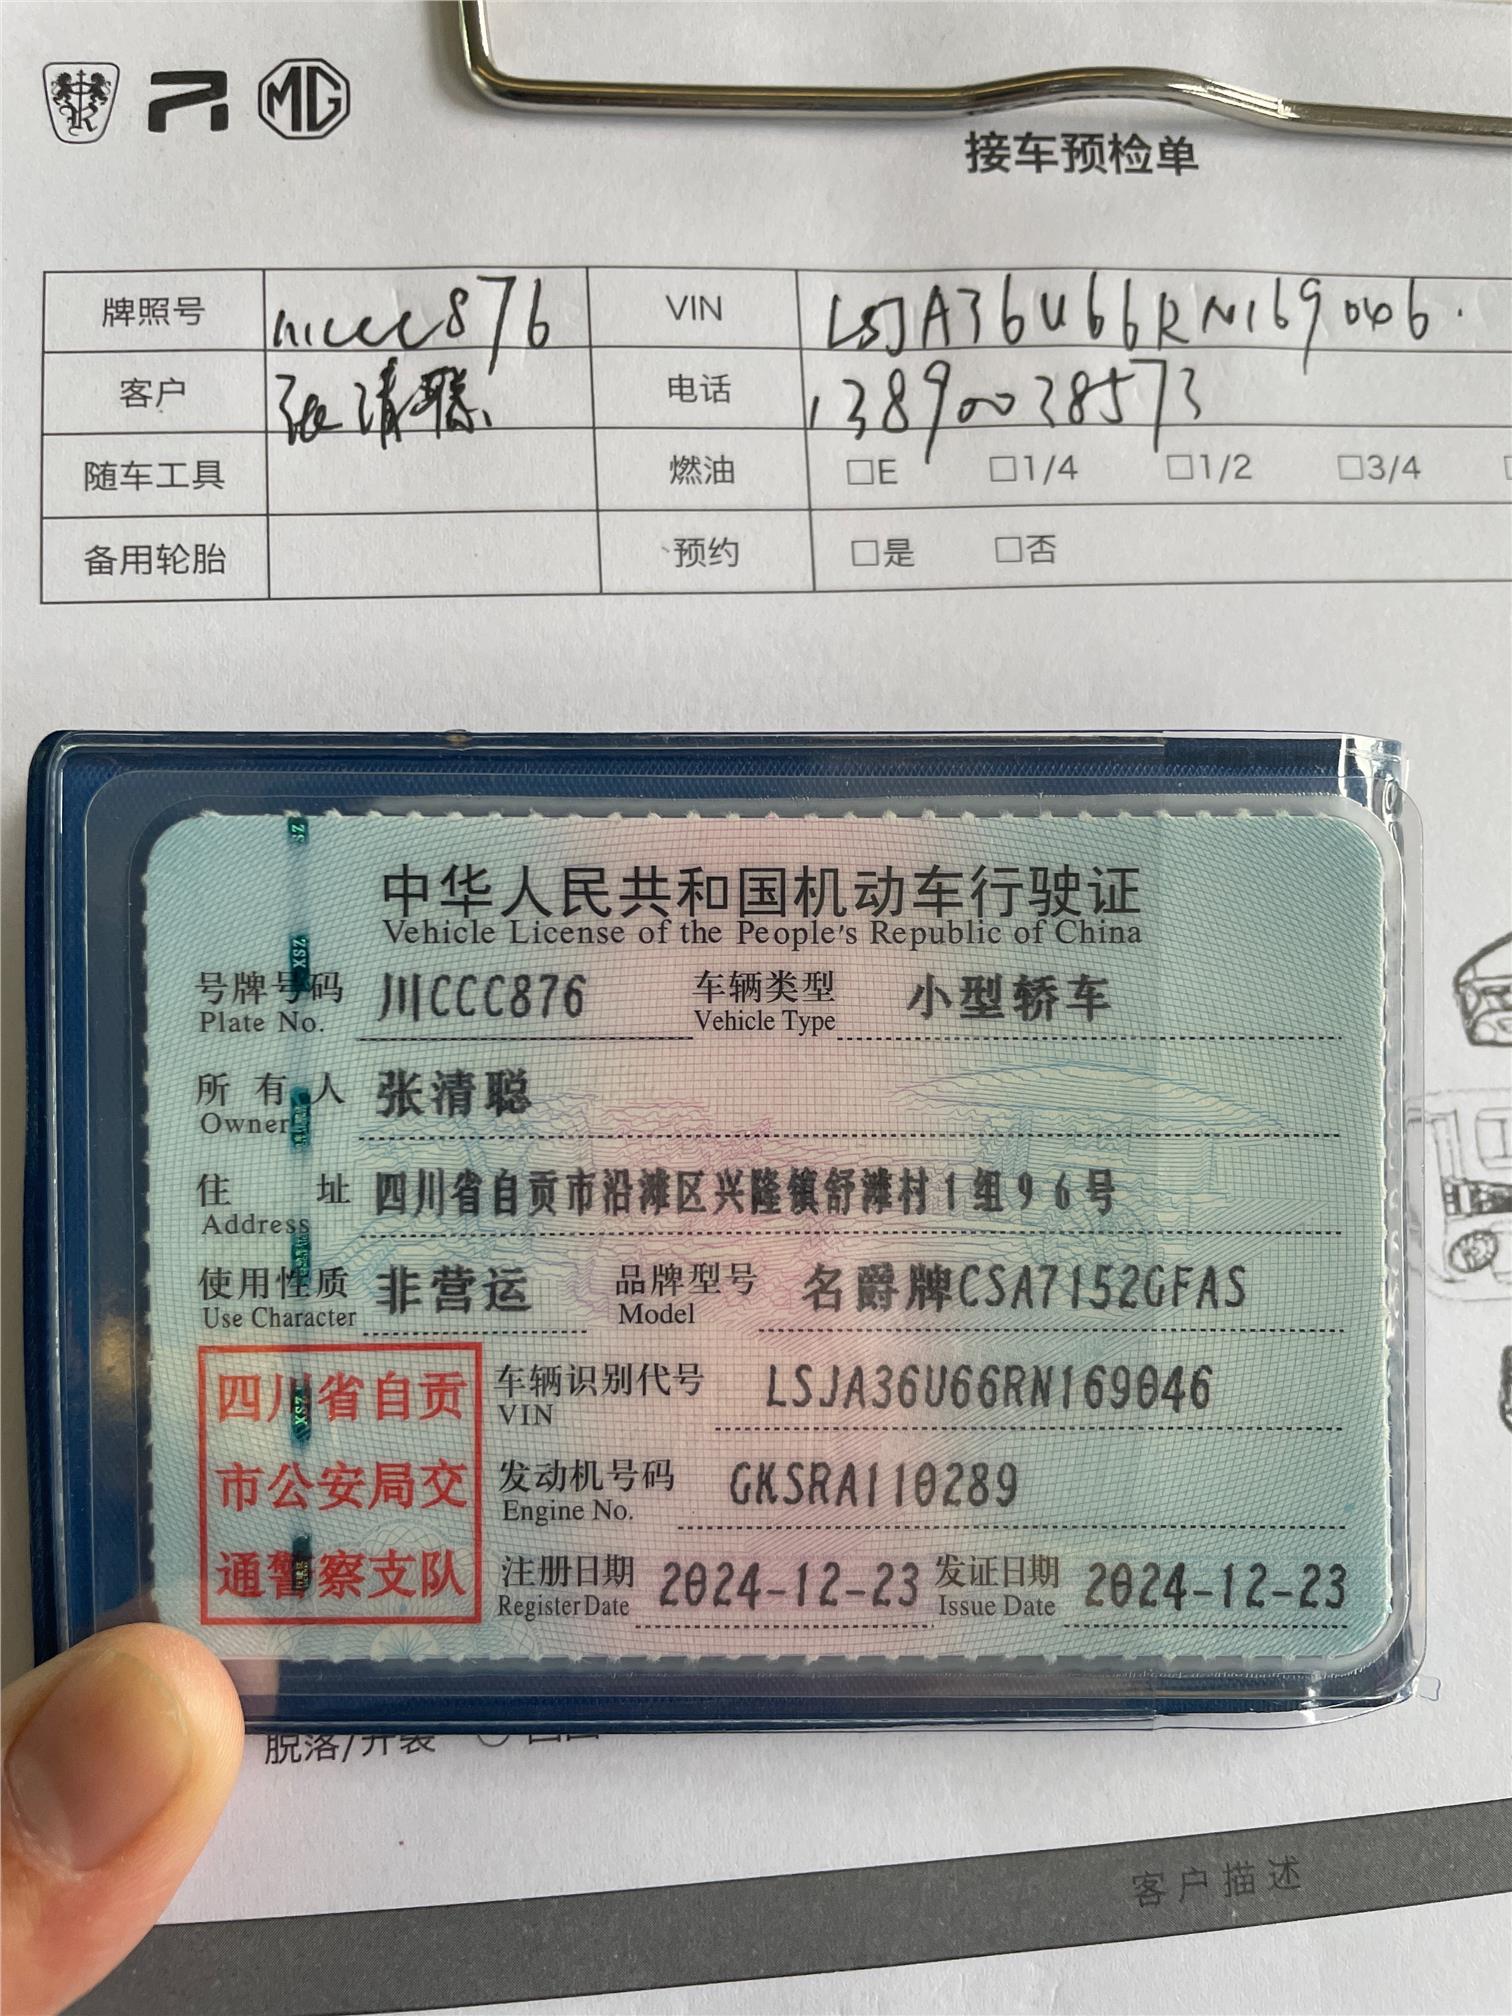 MG
接车预检单
牌照号 川CCC876 VIN LSJA36U66RN169046.
客户 张清聪 电话 13890038573
随车工具 燃油 □E □1/4 □1/2 □3/4
备用轮胎 预约 □是 □否
中华人民共和国机动车行驶证
Vehicle License of the People's Republic of China
号牌号码 川CCC876 车辆类型 小型轿车
Plate No. Vehicle Type
所有人 张清聪
Owner
住址 四川省自贡市沿滩区兴隆镇舒滩村1组96号
Address
使用性质 非营运 品牌型号 名爵牌CSA7152GFAS
Use Character Model
四川省自贡
市公安局交
通警察支队
车辆识别代号 LSJA36U66RN169046
VIN
发动机号码 GKSRA110289
Engine No.
注册日期 2024-12-23 发证日期 2024-12-23
Register Date Issue Date
脱落/开裂
客户描述